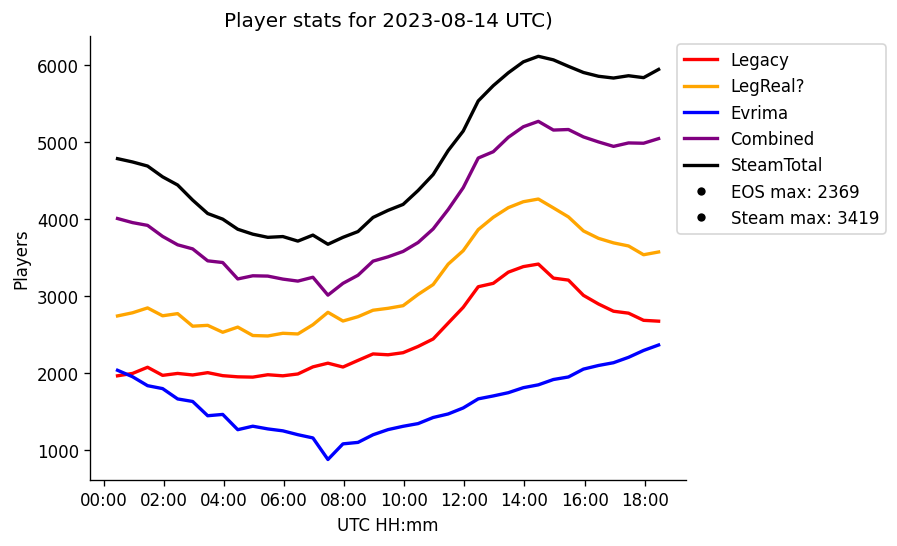 Player stats for 2023-08-14 UTC)
Legacy
LegReal?
Evrima
Combined
SteamTotal
EOS max: 2369
Steam max: 3419
Players
6000
5000
4000
3000
2000
1000
00:00 02:00 04:00 06:00 08:00 10:00 12:00 14:00 16:00 18:00
UTC HH:mm